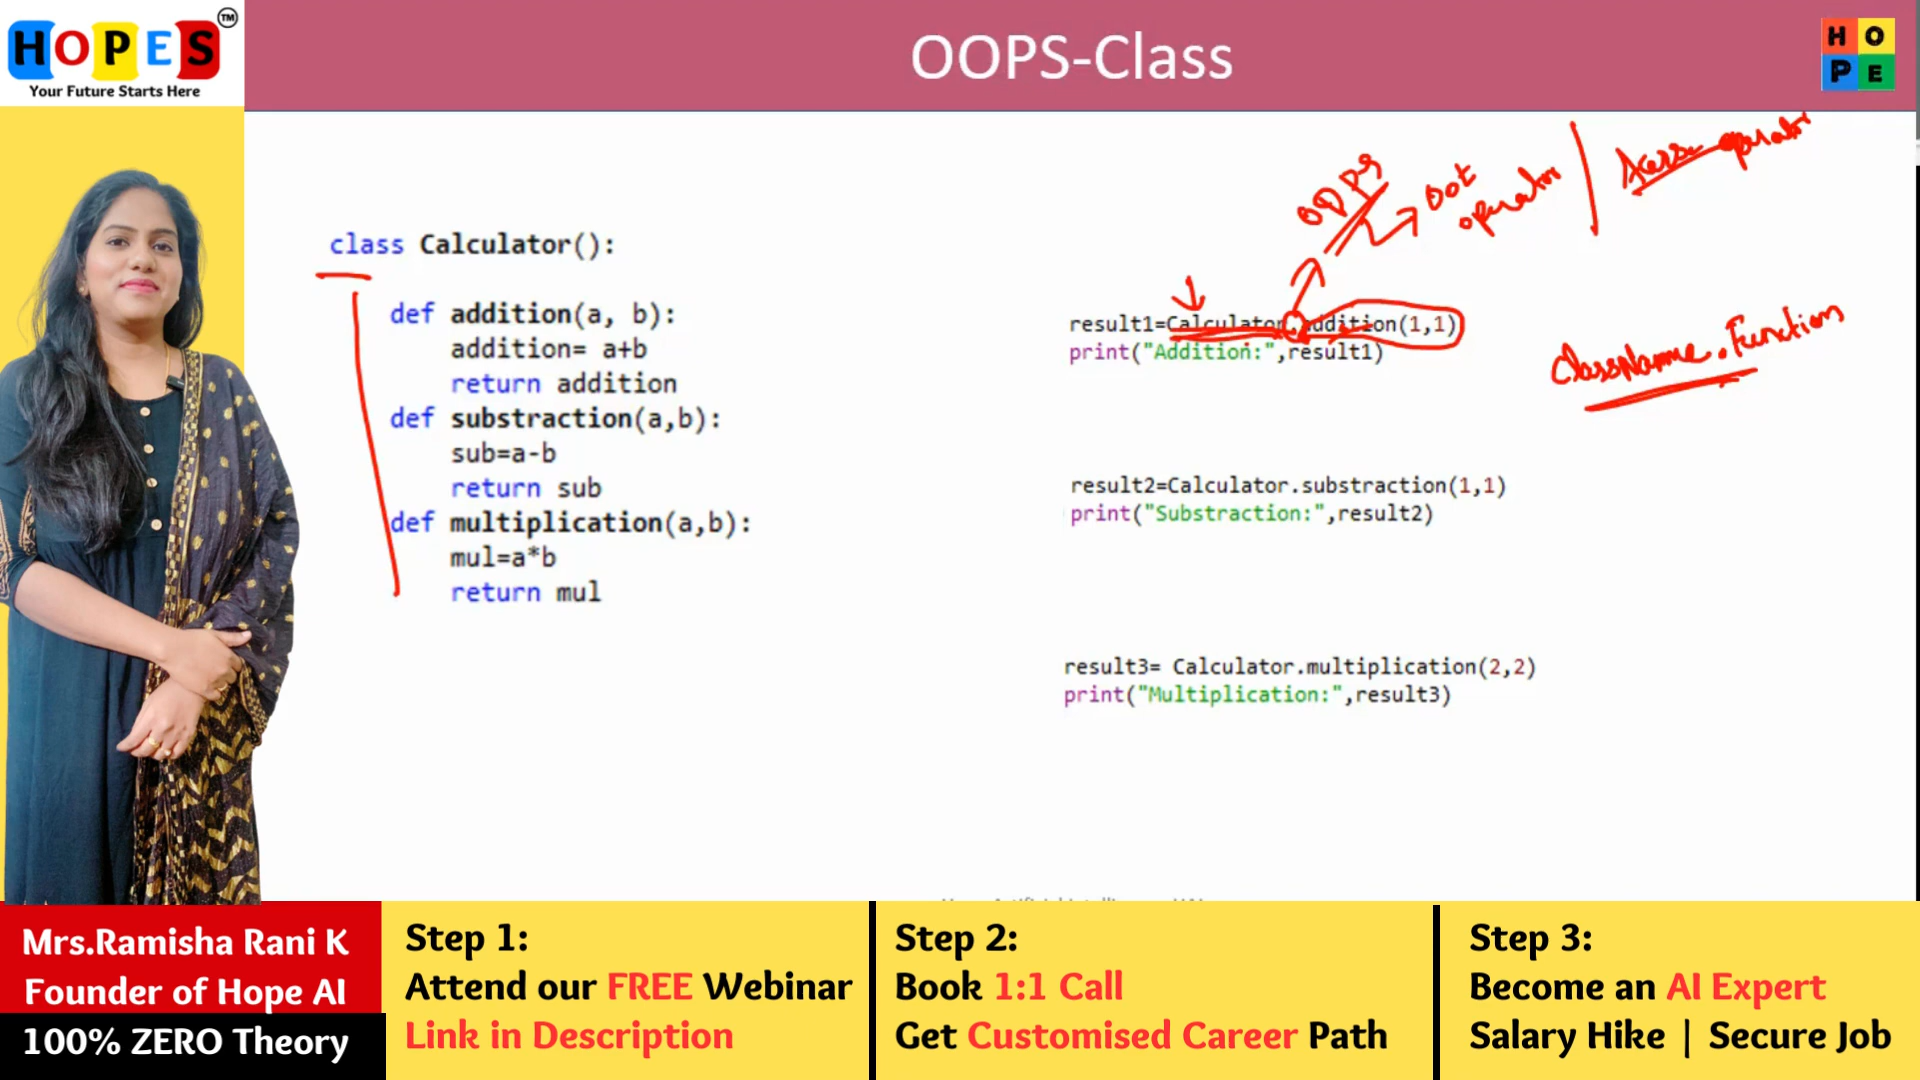 HOPES™
Your Future Starts Here
OOPS-Class
H O
P E
class Calculator():
def addition(a, b):
addition= a+b
return addition
def substraction(a,b):
sub=a-b
return sub
def multiplication(a,b):
mul=a*b
return mul
OOPS
Dot
operator
operator
result1=Calculator.addition(1,1)
print("Addition:",result1)
ClassName.Function
result2=Calculator.substraction(1,1)
print("Substraction:",result2)
result3= Calculator.multiplication(2,2)
print("Multiplication:",result3)
Mrs.Ramisha Rani K
Founder of Hope AI
100% ZERO Theory
Step 1:
Attend our FREE Webinar
Link in Description
Step 2:
Book 1:1 Call
Get Customised Career Path
Step 3:
Become an AI Expert
Salary Hike | Secure Job